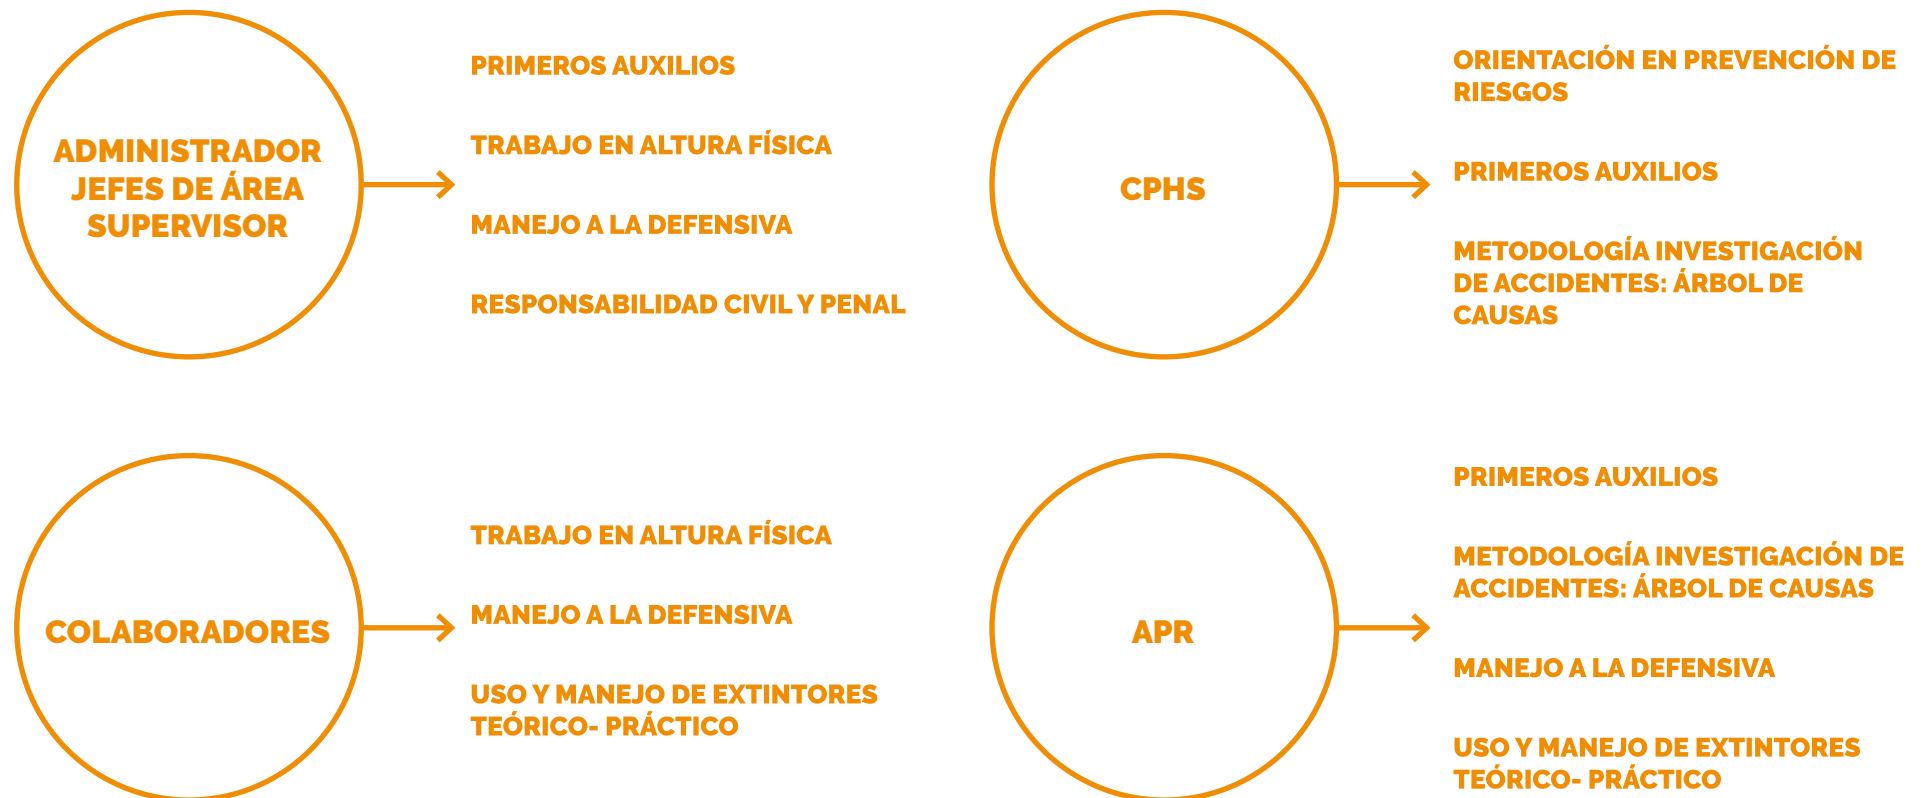 ADMINISTRADOR
JEFES DE ÁREA
SUPERVISOR
PRIMEROS AUXILIOS
TRABAJO EN ALTURA FÍSICA
MANEJO A LA DEFENSIVA
RESPONSABILIDAD CIVIL Y PENAL
CPHS
ORIENTACIÓN EN PREVENCIÓN DE
RIESGOS
PRIMEROS AUXILIOS
METODOLOGÍA INVESTIGACIÓN
DE ACCIDENTES: ÁRBOL DE
CAUSAS
COLABORADORES
TRABAJO EN ALTURA FÍSICA
MANEJO A LA DEFENSIVA
USO Y MANEJO DE EXTINTORES
TEÓRICO- PRÁCTICO
APR
PRIMEROS AUXILIOS
METODOLOGÍA INVESTIGACIÓN DE
ACCIDENTES: ÁRBOL DE CAUSAS
MANEJO A LA DEFENSIVA
USO Y MANEJO DE EXTINTORES
TEÓRICO- PRÁCTICO